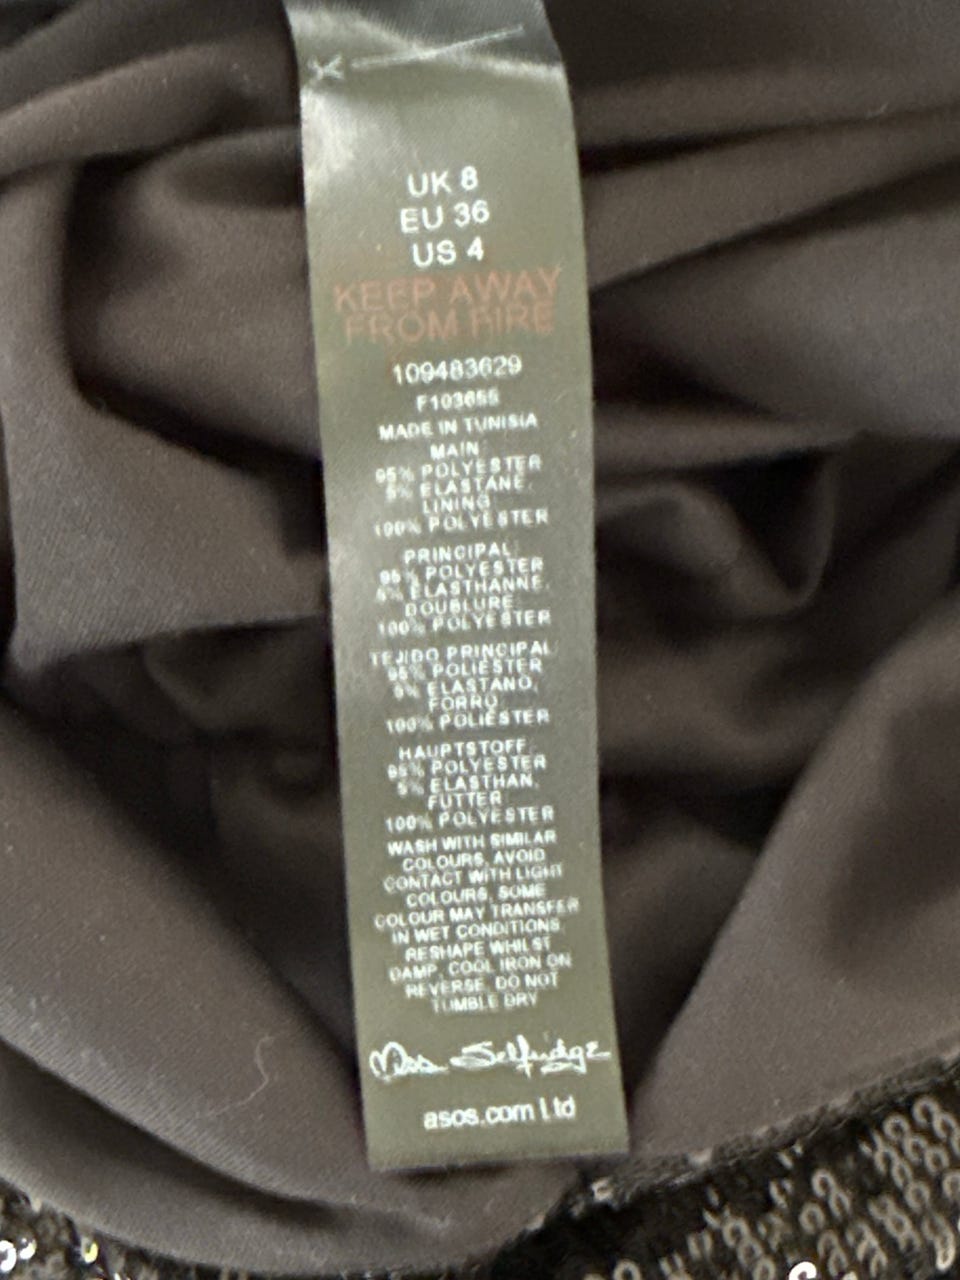 UK 8
EU 36
US 4
KEEP AWAY
FROM FIRE
109483629
F103655
MADE IN TUNISIA
MAIN:
95% POLYESTER
5% ELASTANE,
LINING
100% POLYESTER
PRINCIPAL:
95% POLYESTER
5% ELASTHANNE,
DOUBLURE:
100% POLYESTER
TEJIDO PRINCIPAL:
95% POLIÉSTER
5% ELASTANO,
FORRO
100% POLIÉSTER
HAUPTSTOFF:
95% POLYESTER
5% ELASTHAN,
FUTTER
100% POLYESTER
WASH WITH SIMILAR
COLOURS, AVOID
CONTACT WITH LIGHT
COLOURS, SOME
COLOUR MAY TRANSFER
IN WET CONDITIONS,
RESHAPE WHILST
DAMP, COOL IRON ON
REVERSE, DO NOT
TUMBLE DRY
Miss Selfridge
asos.com Ltd